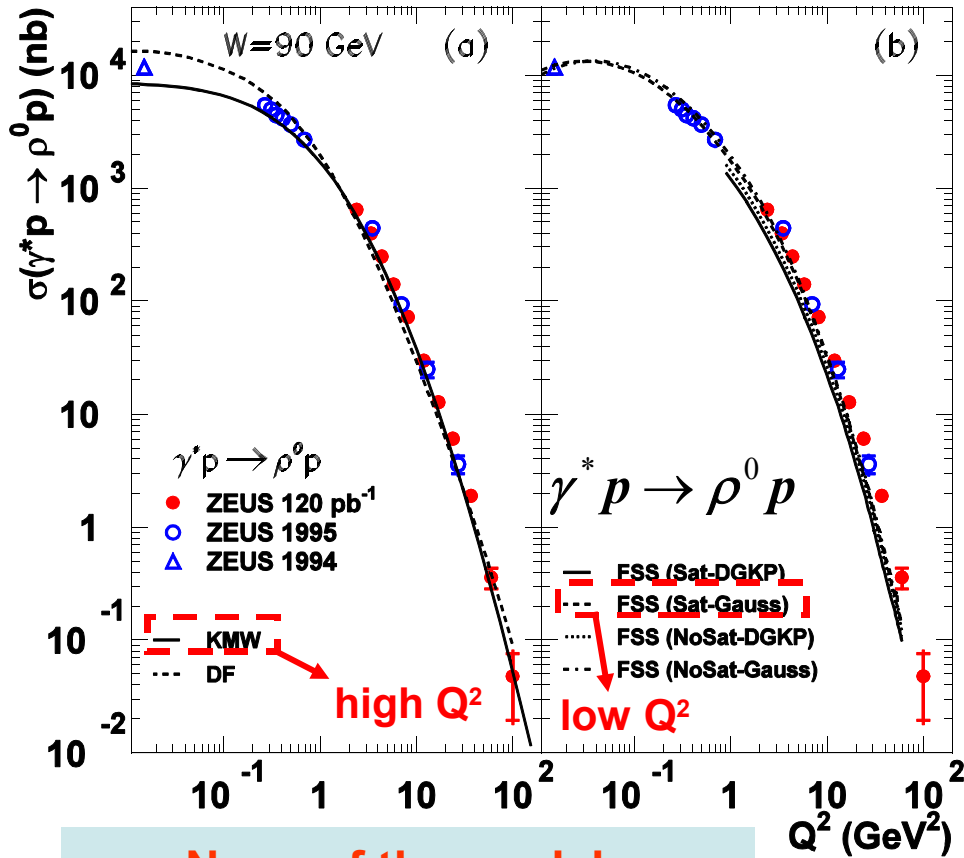 σ(γ*p → ρ⁰p) (nb)
W=90 GeV
(a)
(b)
10⁴
10³
10²
10
1
10⁻¹
10⁻²
γ*p → ρ⁰p
ZEUS 120 pb⁻¹
ZEUS 1995
ZEUS 1994
KMW
DF
high Q²
γ* p → ρ⁰ p
FSS (Sat-DGKP)
FSS (Sat-Gauss)
FSS (NoSat-DGKP)
FSS (NoSat-Gauss)
low Q²
10⁻¹ 1 10 10² 10⁻¹ 1 10 10²
Q² (GeV²)